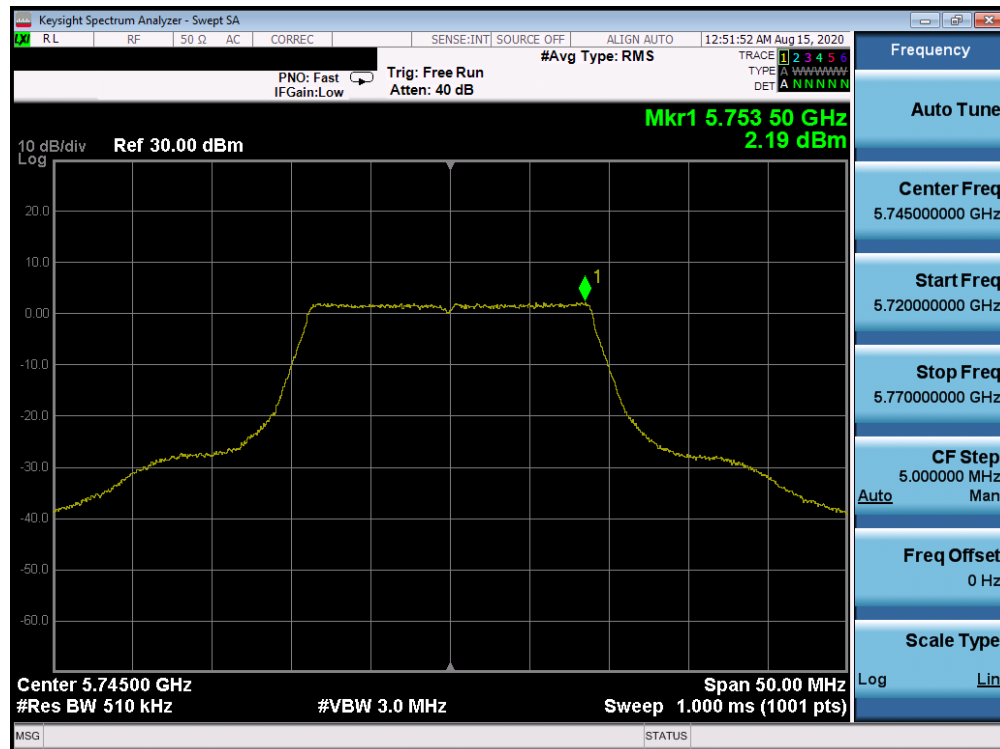 Keysight Spectrum Analyzer - Swept SA
LXI RL RF 50 Ω AC CORREC SENSE:INT SOURCE OFF ALIGN AUTO 12:51:52 AM Aug 15, 2020
#Avg Type: RMS
TRACE 1 2 3 4 5 6
TYPE A WWWWW
DET A N N N N N
PNO: Fast
IFGain:Low
Trig: Free Run
Atten: 40 dB
Mkr1 5.753 50 GHz
2.19 dBm
10 dB/div
Log
Ref 30.00 dBm
20.0
10.0
0.00
-10.0
-20.0
-30.0
-40.0
-50.0
-60.0
1
Center 5.74500 GHz
Span 50.00 MHz
#Res BW 510 kHz
#VBW 3.0 MHz
Sweep 1.000 ms (1001 pts)
MSG
STATUS
Frequency
Auto Tune
Center Freq
5.745000000 GHz
Start Freq
5.720000000 GHz
Stop Freq
5.770000000 GHz
CF Step
5.000000 MHz
Auto Man
Freq Offset
0 Hz
Scale Type
Log Lin